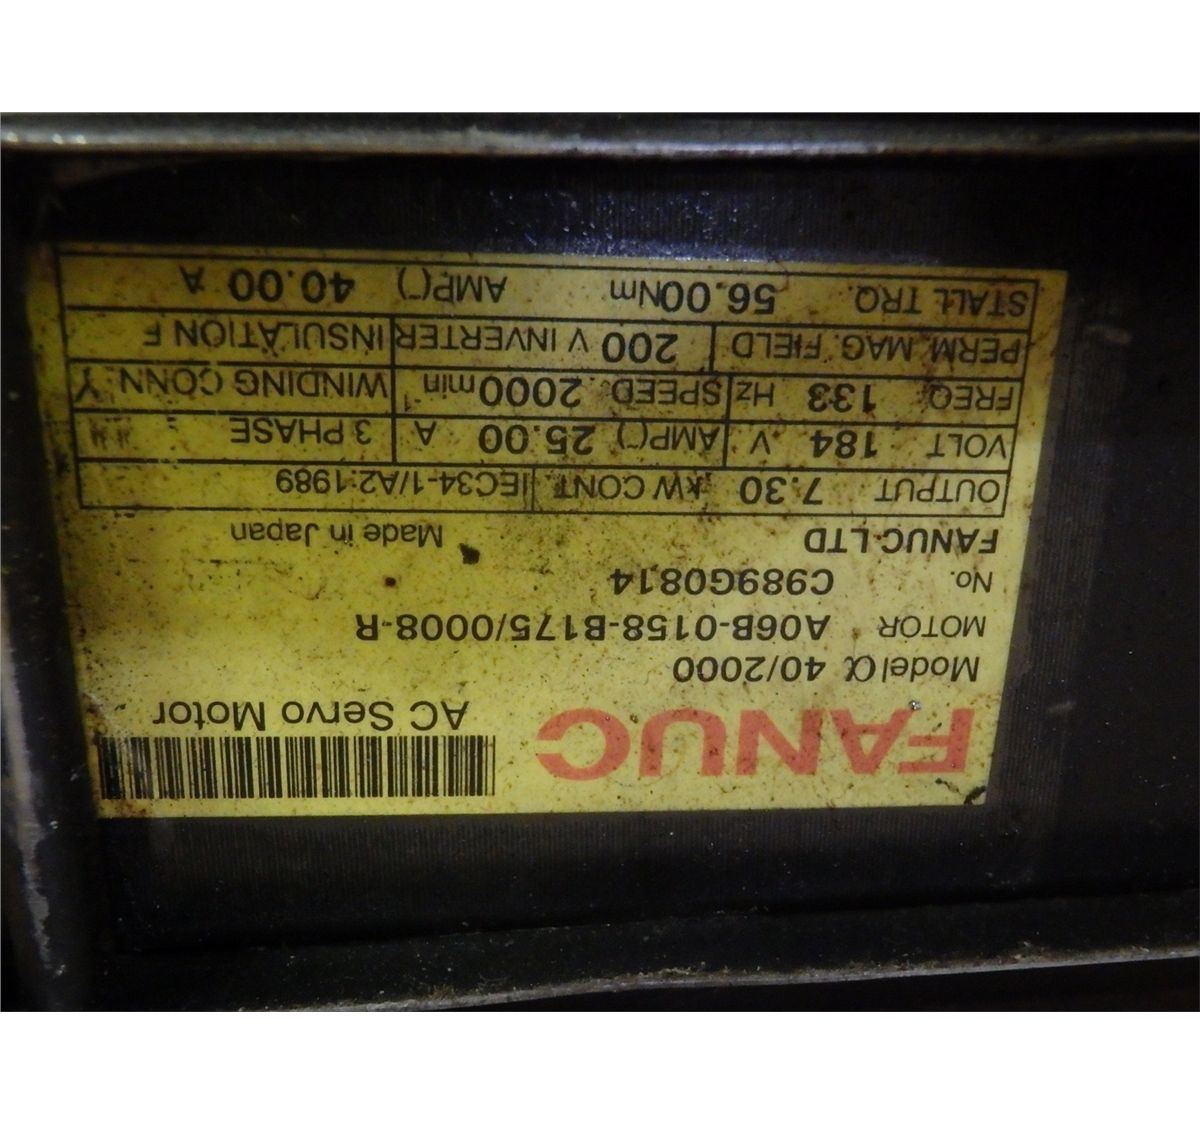 FANUC AC Servo Motor
Model α 40/2000
MOTOR A06B-0158-B175/0008-R
No. C989G0814
FANUC LTD Made in Japan
OUTPUT 7.30 kW CONT. IEC34-1/A2:1989
VOLT 184 V AMP(~) 25.00 A 3 PHASE
FREQ. 133 Hz SPEED 2000 min-1 WINDING CONN. Y
PERM. MAG. FIELD 200 V INVERTER INSULATION F
STALL TRQ. 56.00 Nm AMP(~) 40.00 A